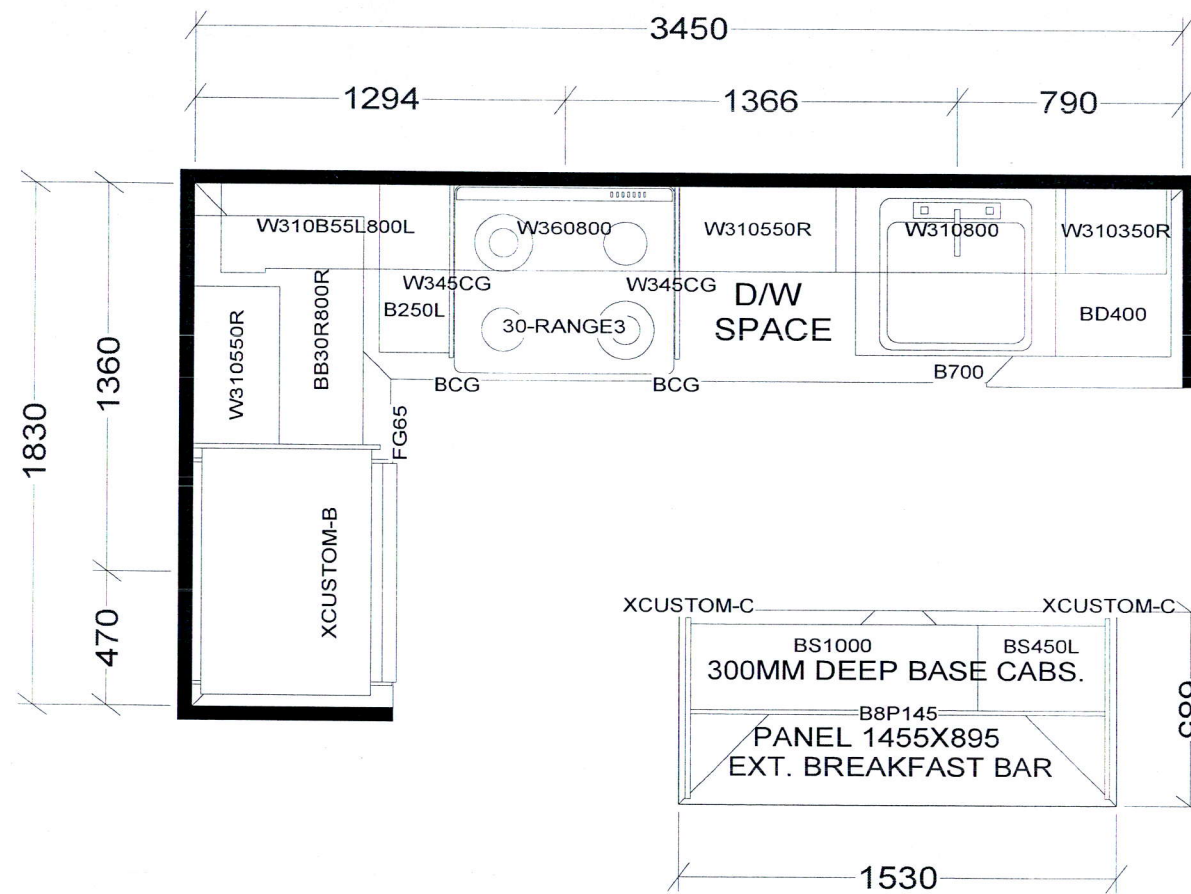 3450
1294
1366
790
W310B55L800L
W360800
W310550R
W310800
W310350R
W345CG
W345CG
B250L
D/W
SPACE
BD400
30-RANGE3
W310550R
BB30R800R
BCG
BCG
B700
FG65
1360
1830
470
XCUSTOM-B
XCUSTOM-C
XCUSTOM-C
BS1000
BS450L
300MM DEEP BASE CABS.
B8P145
PANEL 1455X895
EXT. BREAKFAST BAR
1530